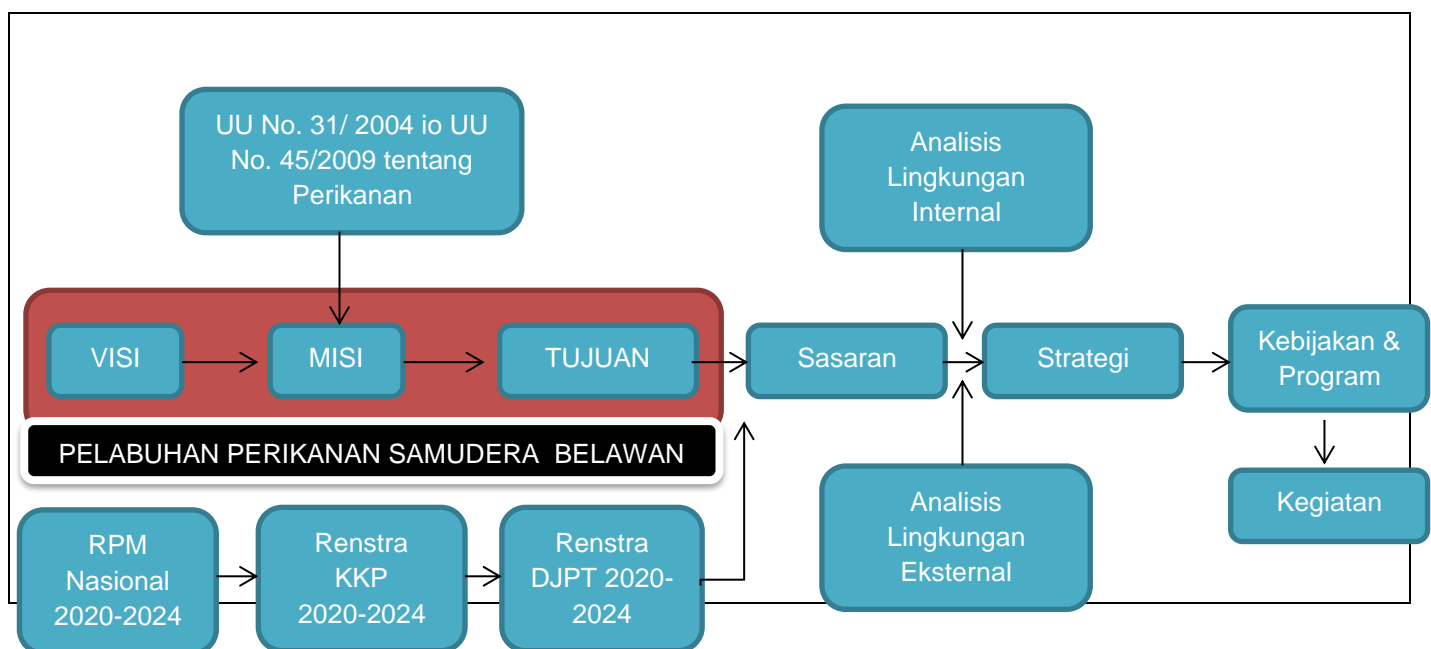 UU No. 31/ 2004 io UU
No. 45/2009 tentang
Perikanan
Analisis
Lingkungan
Internal
VISI
MISI
TUJUAN
Sasaran
Strategi
Kebijakan &
Program
PELABUHAN PERIKANAN SAMUDERA BELAWAN
RPM
Nasional
2020-2024
Renstra
KKP
2020-2024
Renstra
DJPT 2020-
2024
Analisis
Lingkungan
Eksternal
Kegiatan